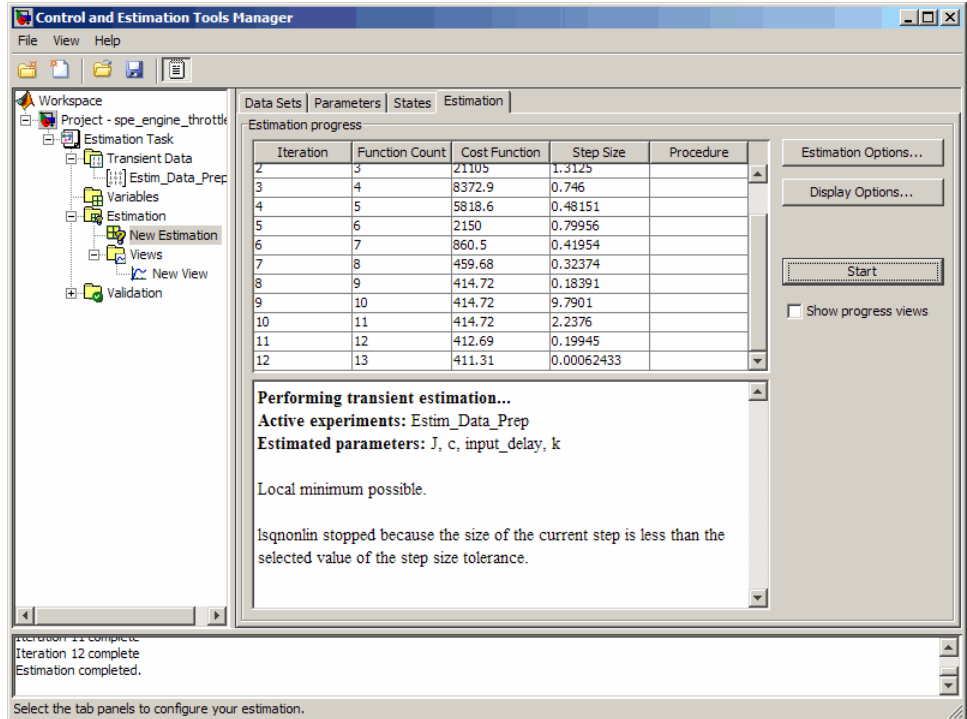 Control and Estimation Tools Manager
File View Help
Workspace
Project - spe_engine_throttle
Estimation Task
Transient Data
Estim_Data_Prep
Variables
Estimation
New Estimation
Views
New View
Validation
Data Sets Parameters States Estimation
Estimation progress
Iteration Function Count Cost Function Step Size Procedure
2 3 21105 1.3125
3 4 8372.9 0.746
4 5 5818.6 0.48151
5 6 2150 0.79956
6 7 860.5 0.41954
7 8 459.68 0.32374
8 9 414.72 0.18391
9 10 414.72 9.7901
10 11 414.72 2.2376
11 12 412.69 0.19945
12 13 411.31 0.00062433
Estimation Options...
Display Options...
Start
Show progress views
Performing transient estimation...
Active experiments: Estim_Data_Prep
Estimated parameters: J, c, input_delay, k
Local minimum possible.
lsqnonlin stopped because the size of the current step is less than the
selected value of the step size tolerance.
Iteration 11 complete
Iteration 12 complete
Estimation completed.
Select the tab panels to configure your estimation.